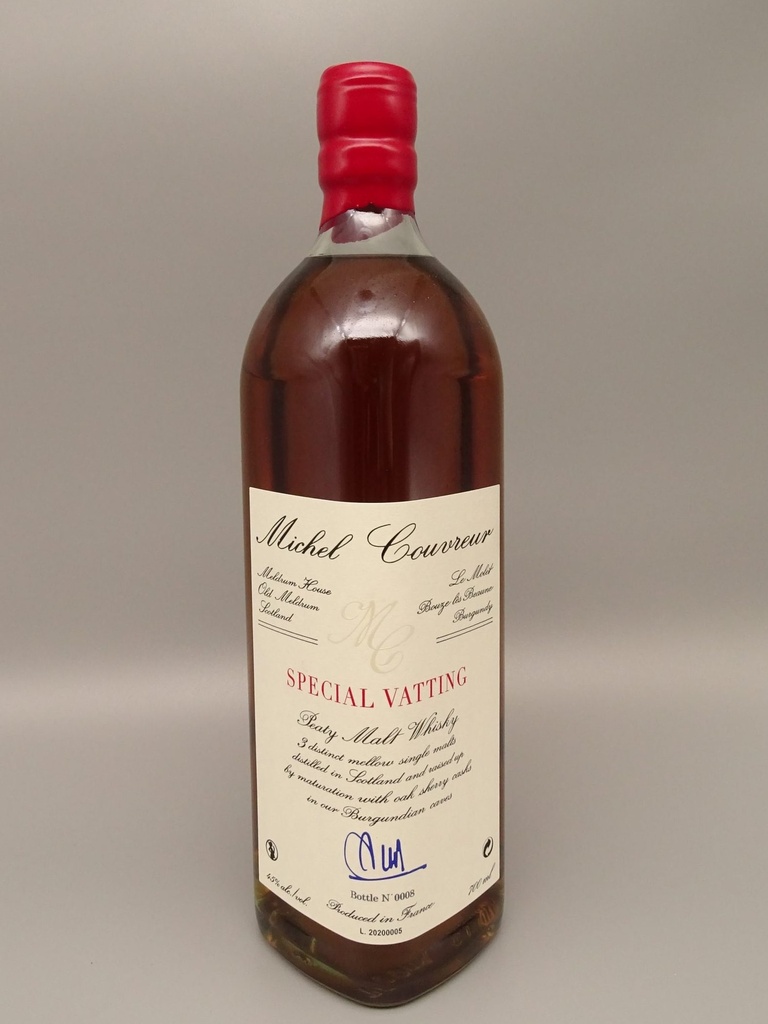 Michel Couvreur
Meldrum House
Old Meldrum
Scotland
Le Molét
Bouze lès Beaune
Burgundy
MC
SPECIAL VATTING
Peaty Malt Whisky
3 distinct mellow single malts
distilled in Scotland and raised up
by maturation with oak sherry casks
in our Burgundian caves
45% alc./vol.
Bottle N° 0008
700 ml
Produced in France
L. 20200005